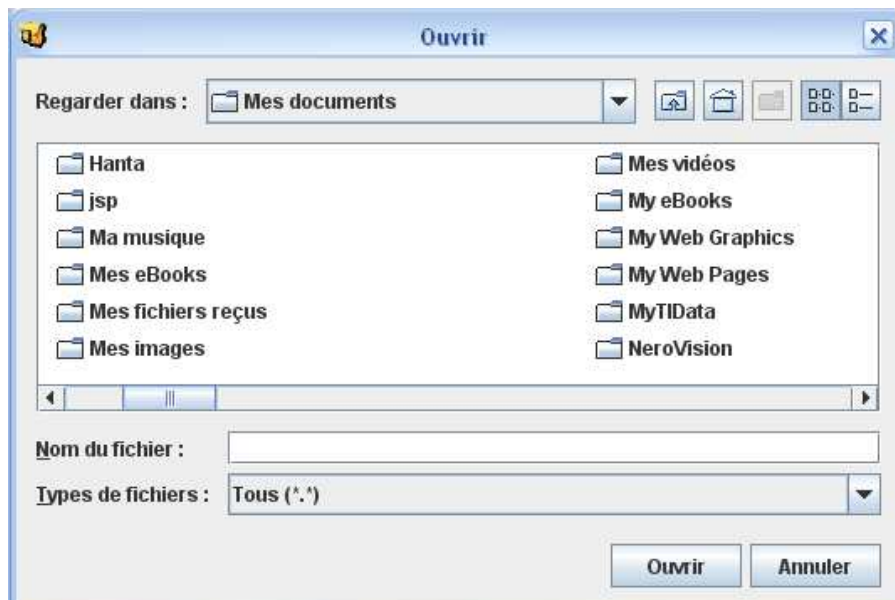 Ouvrir
Regarder dans : Mes documents
Hanta
jsp
Ma musique
Mes eBooks
Mes fichiers reçus
Mes images
Mes vidéos
My eBooks
My Web Graphics
My Web Pages
MyTIData
NeroVision
Nom du fichier :
Types de fichiers : Tous (*.*)
Ouvrir Annuler